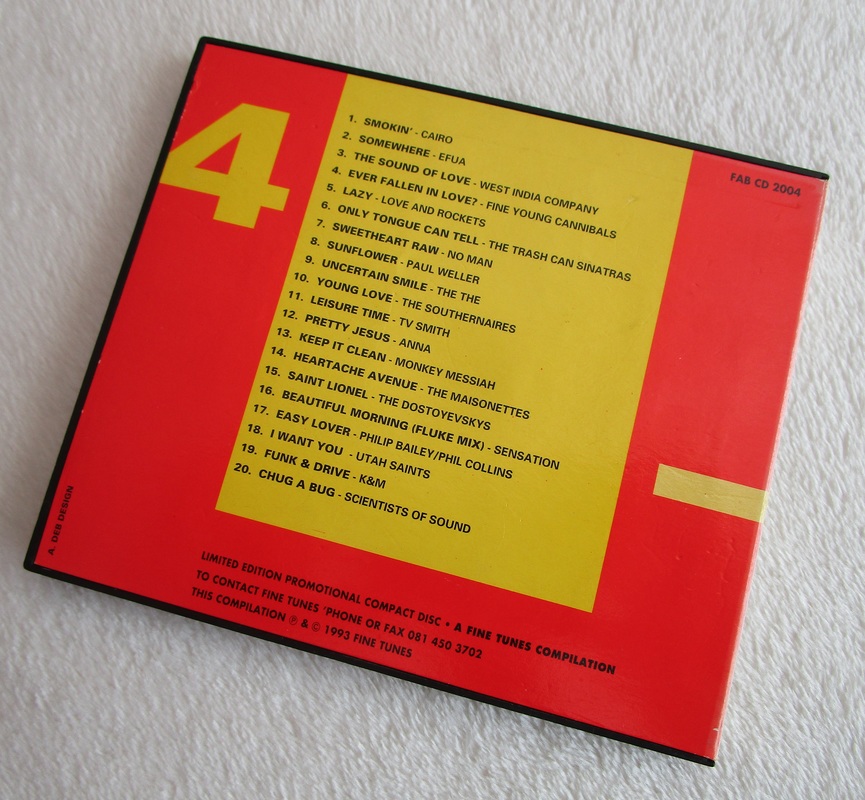 4
FAB CD 2004
1. SMOKIN' - CAIRO
2. SOMEWHERE - EFUA
3. THE SOUND OF LOVE - WEST INDIA COMPANY
4. EVER FALLEN IN LOVE? - FINE YOUNG CANNIBALS
5. LAZY - LOVE AND ROCKETS
6. ONLY TONGUE CAN TELL - THE TRASH CAN SINATRAS
7. SWEETHEART RAW - NO MAN
8. SUNFLOWER - PAUL WELLER
9. UNCERTAIN SMILE - THE THE
10. YOUNG LOVE - THE SOUTHERNAIRES
11. LEISURE TIME - TV SMITH
12. PRETTY JESUS - ANNA
13. KEEP IT CLEAN - MONKEY MESSIAH
14. HEARTACHE AVENUE - THE MAISONETTES
15. SAINT LIONEL - THE DOSTOYEVSKYS
16. BEAUTIFUL MORNING (FLUKE MIX) - SENSATION
17. EASY LOVER - PHILIP BAILEY/PHIL COLLINS
18. I WANT YOU - UTAH SAINTS
19. FUNK & DRIVE - K&M
20. CHUG A BUG - SCIENTISTS OF SOUND
A. DEB DESIGN
LIMITED EDITION PROMOTIONAL COMPACT DISC • A FINE TUNES COMPILATION
TO CONTACT FINE TUNES 'PHONE OR FAX 081 450 3702
THIS COMPILATION ℗ & © 1993 FINE TUNES